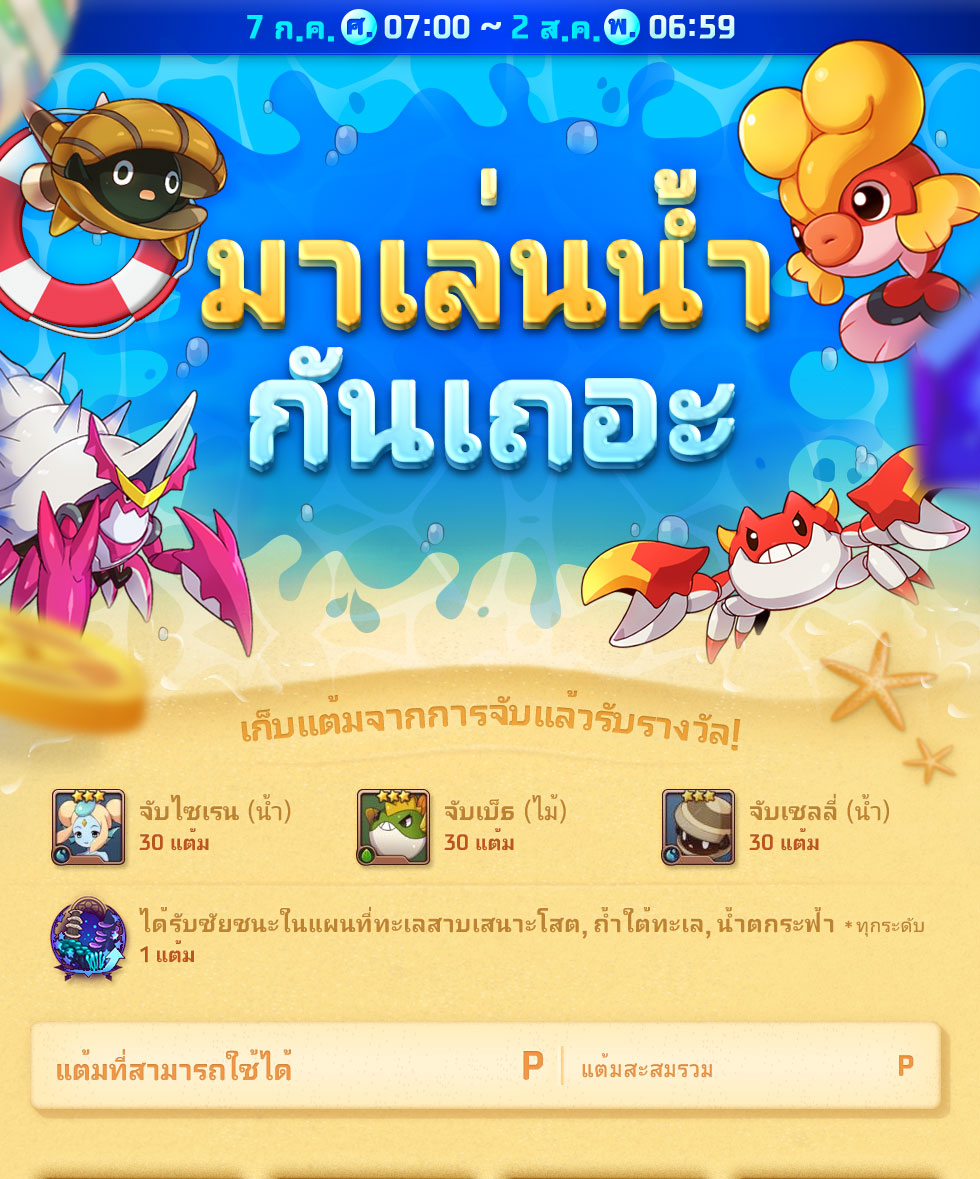 7 ก.ค. ศ. 07:00 ~ 2 ส.ค. พ. 06:59
มาเล่นน้ำ
กันเถอะ
เก็บแต้มจากการจับแล้วรับรางวัล!
จับไซเรน (น้ำ)
30 แต้ม
จับเบ็ธ (ไม้)
30 แต้ม
จับเซลลี่ (น้ำ)
30 แต้ม
ได้รับชัยชนะในแผนที่ทะเลสาบเสนาะโสต, ถ้ำใต้ทะเล, น้ำตกระฟ้า *ทุกระดับ
1 แต้ม
แต้มที่สามารถใช้ได้ P
แต้มสะสมรวม P